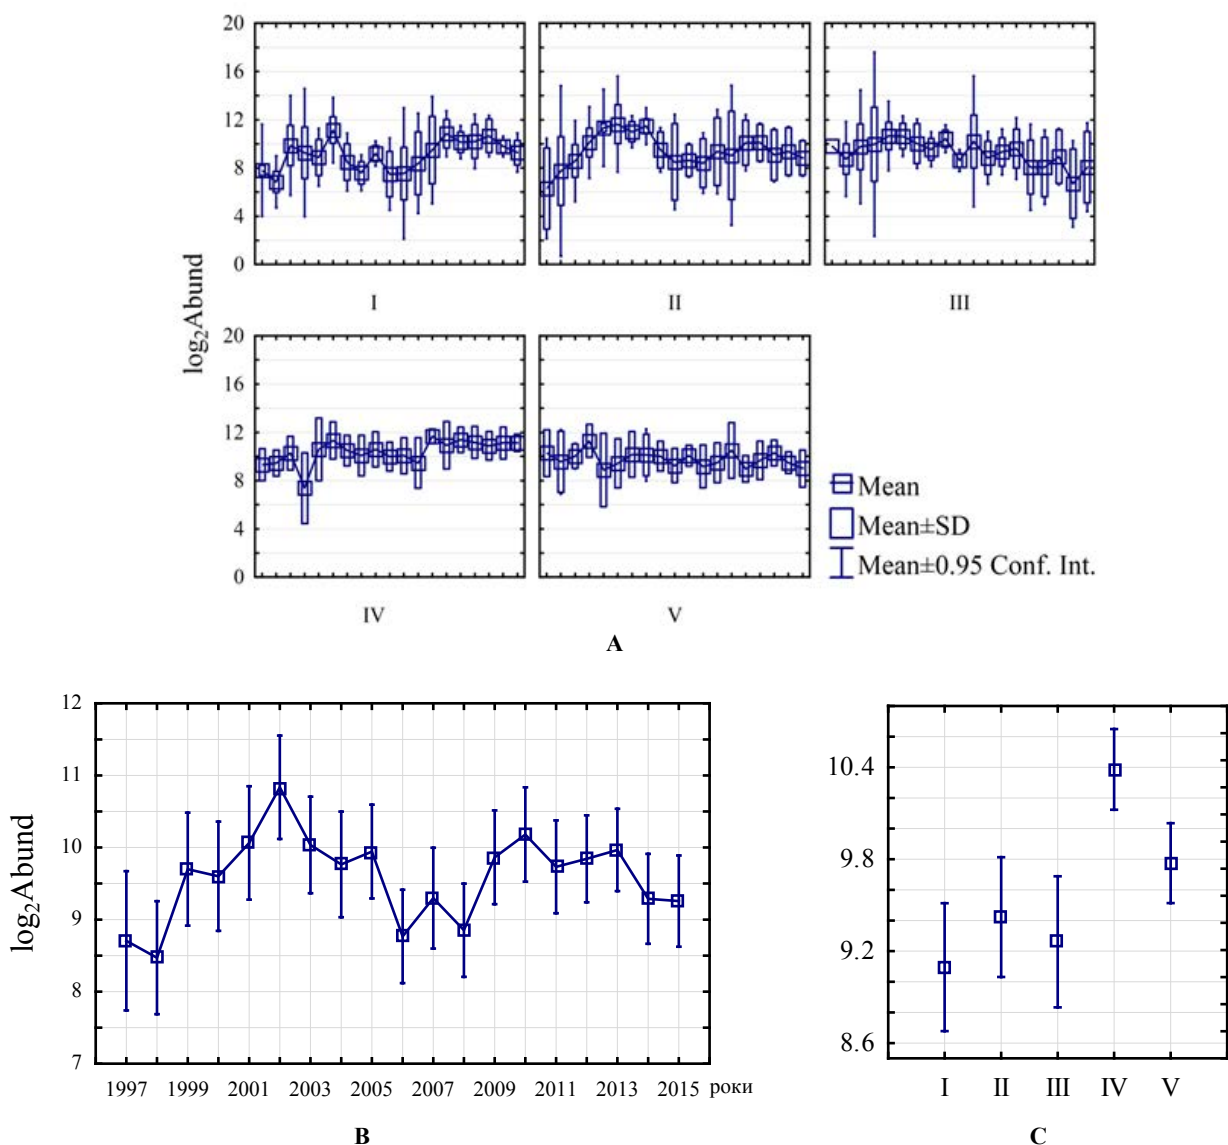 20
16
12
8
4
0
I
II
III
log₂Abund
20
16
12
8
4
0
IV
V
Mean
Mean±SD
Mean±0.95 Conf. Int.
A
12
11
10
9
8
7
log₂Abund
1997 1999 2001 2003 2005 2007 2009 2011 2013 2015 роки
B
10.4
9.8
9.2
8.6
I II III IV V
C